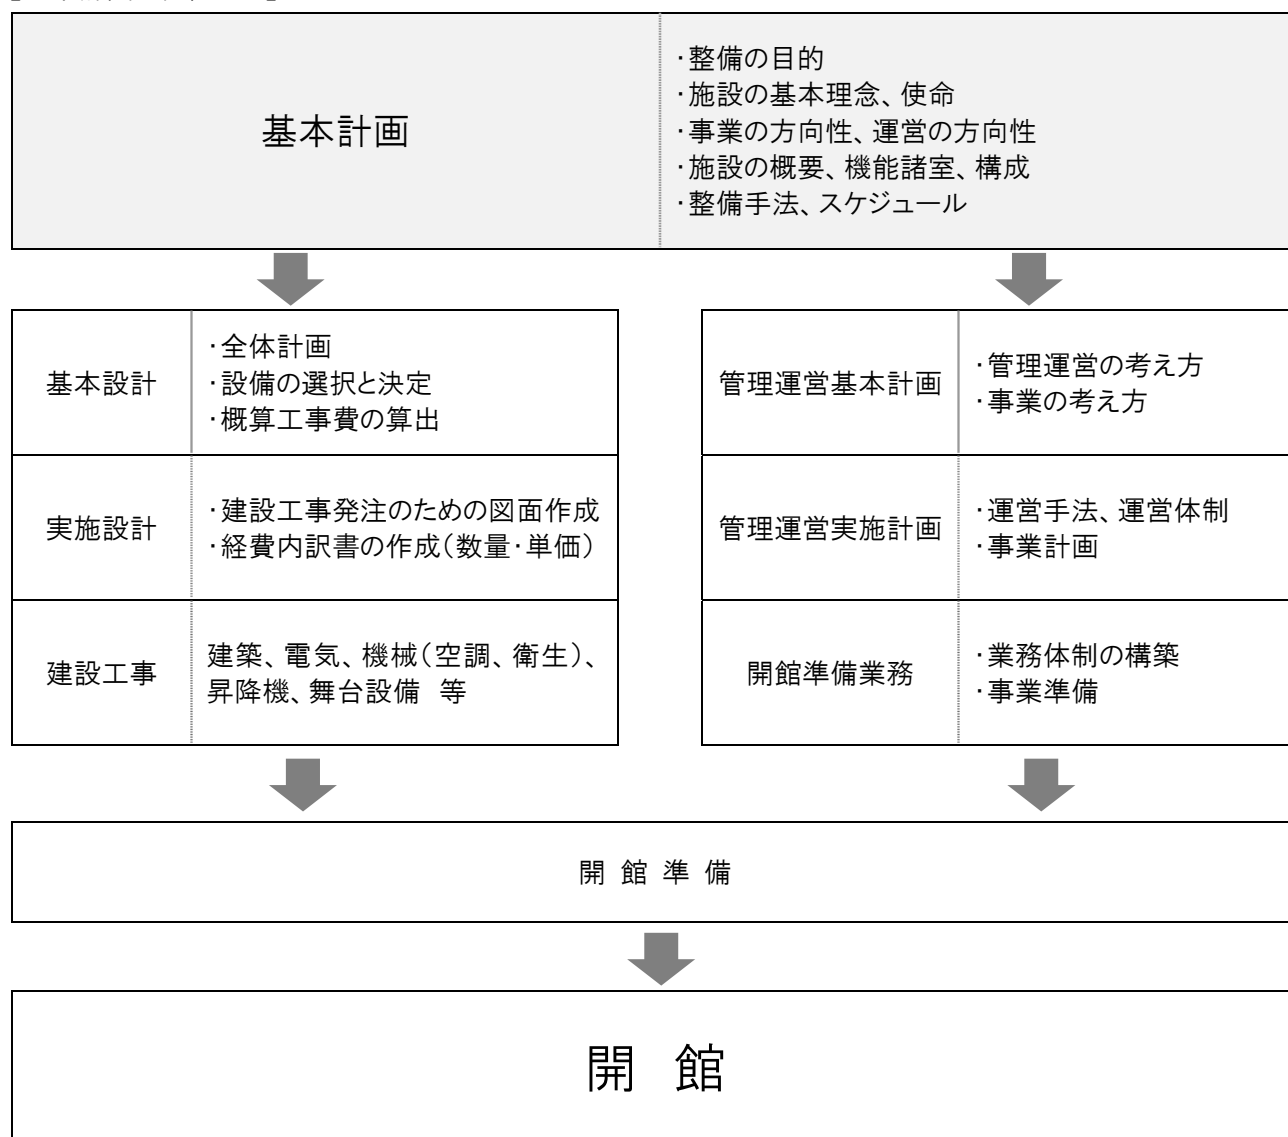 基本計画
・整備の目的
・施設の基本理念、使命
・事業の方向性、運営の方向性
・施設の概要、機能諸室、構成
・整備手法、スケジュール
基本設計
・全体計画
・設備の選択と決定
・概算工事費の算出
実施設計
・建設工事発注のための図面作成
・経費内訳書の作成（数量・単価）
建設工事
建築、電気、機械（空調、衛生）、
昇降機、舞台設備　等
管理運営基本計画
・管理運営の考え方
・事業の考え方
管理運営実施計画
・運営手法、運営体制
・事業計画
開館準備業務
・業務体制の構築
・事業準備
開 館 準 備
開　館